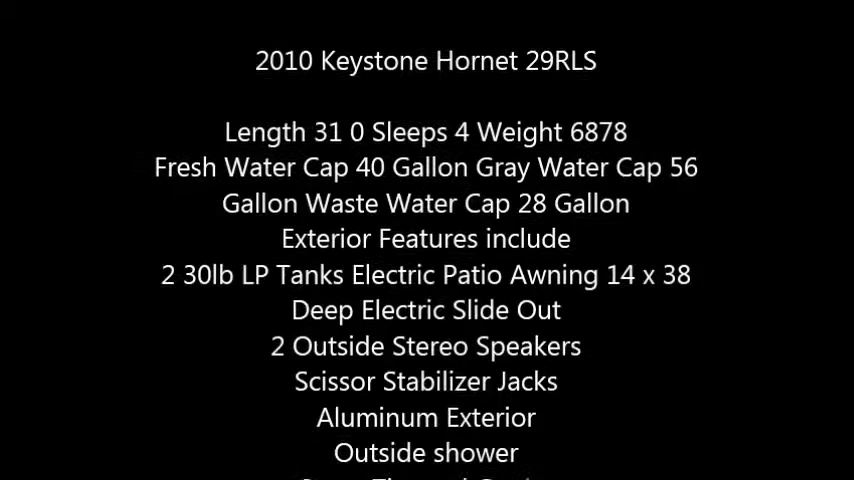 2010 Keystone Hornet 29RLS
Length 31 0 Sleeps 4 Weight 6878
Fresh Water Cap 40 Gallon Gray Water Cap 56
Gallon Waste Water Cap 28 Gallon
Exterior Features include
2 30lb LP Tanks Electric Patio Awning 14 x 38
Deep Electric Slide Out
2 Outside Stereo Speakers
Scissor Stabilizer Jacks
Aluminum Exterior
Outside shower